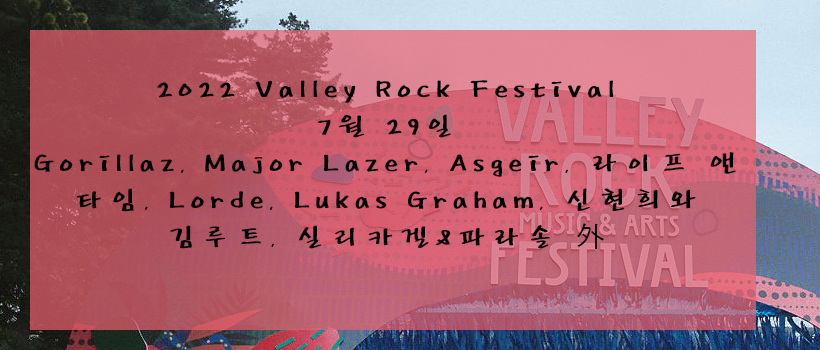 2022 Valley Rock Festival
7월 29일
Gorillaz, Major Lazer, Asgeir, 라이프 앤
타임, Lorde, Lukas Graham, 신현희와
김루트, 실리카겔&파라솔 外
VALLEY
ROCK
MUSIC & ARTS
FESTIVAL